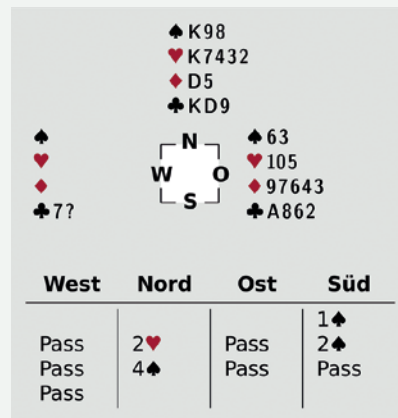 ♠K98
♥K7432
♦D5
♣KD9
♠ N ♠63
♥ ♥105
♦ W O ♦97643
♣7? S ♣A862
West Nord Ost Süd
1♠
Pass 2♥ Pass 2♠
Pass 4♠ Pass Pass
Pass